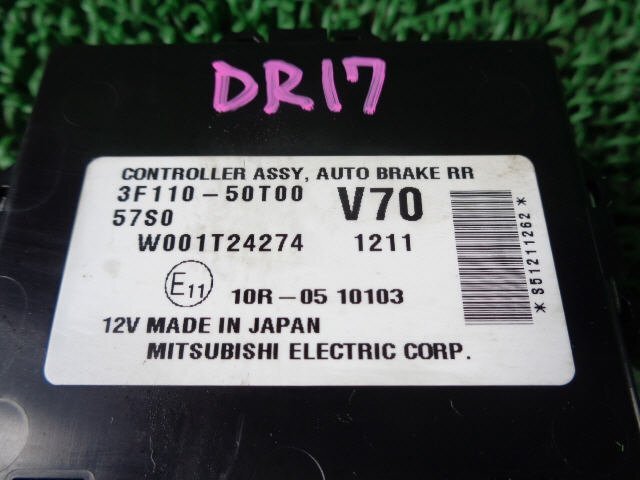 DR17
CONTROLLER ASSY, AUTO BRAKE RR
3F110-50T00
V70
57S0
W001T24274 1211
E11
10R-05 10103
12V MADE IN JAPAN
MITSUBISHI ELECTRIC CORP.
*S51211262*